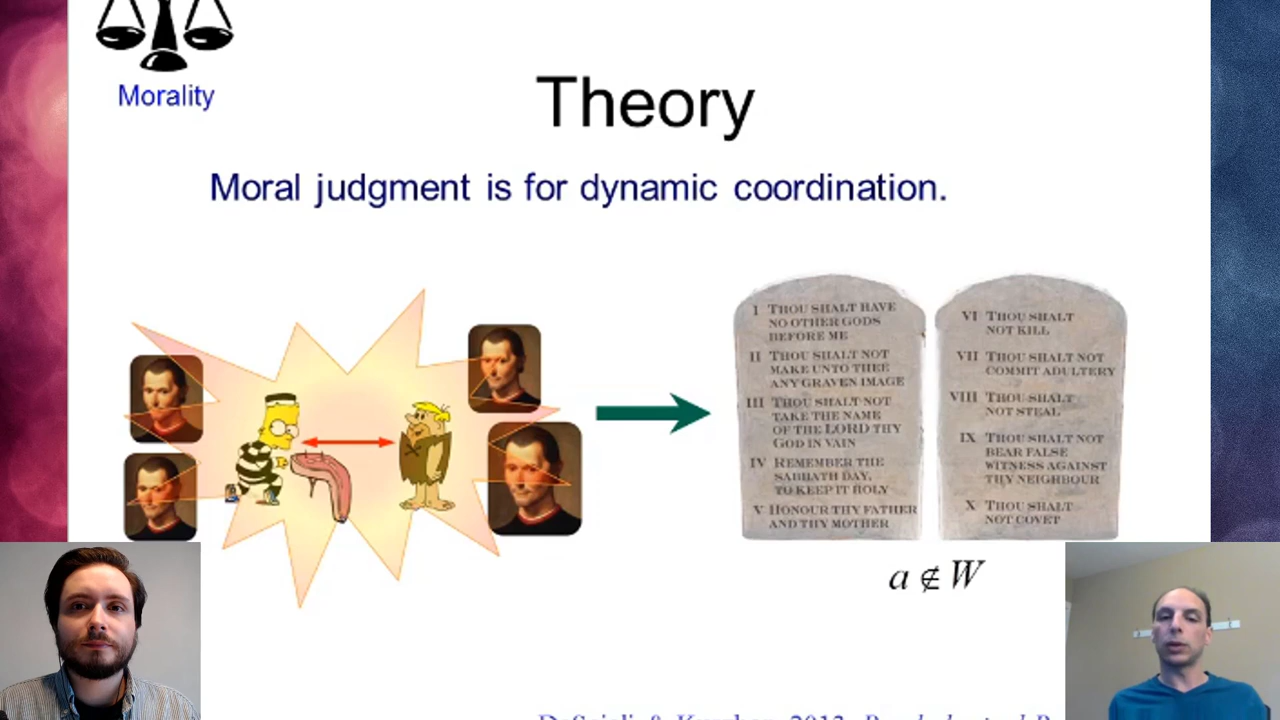 Morality
Theory
Moral judgment is for dynamic coordination.
I THOU SHALT HAVE
NO OTHER GODS
BEFORE ME
II THOU SHALT NOT
MAKE UNTO THEE
ANY GRAVEN IMAGE
III THOU SHALT NOT
TAKE THE NAME
OF THE LORD THY
GOD IN VAIN
IV REMEMBER THE
SABBATH DAY,
TO KEEP IT HOLY
V HONOUR THY FATHER
AND THY MOTHER
VI THOU SHALT
NOT KILL
VII THOU SHALT NOT
COMMIT ADULTERY
VIII THOU SHALT
NOT STEAL
IX THOU SHALT NOT
BEAR FALSE
WITNESS AGAINST
THY NEIGHBOUR
X THOU SHALT
NOT COVET
a ∉ W